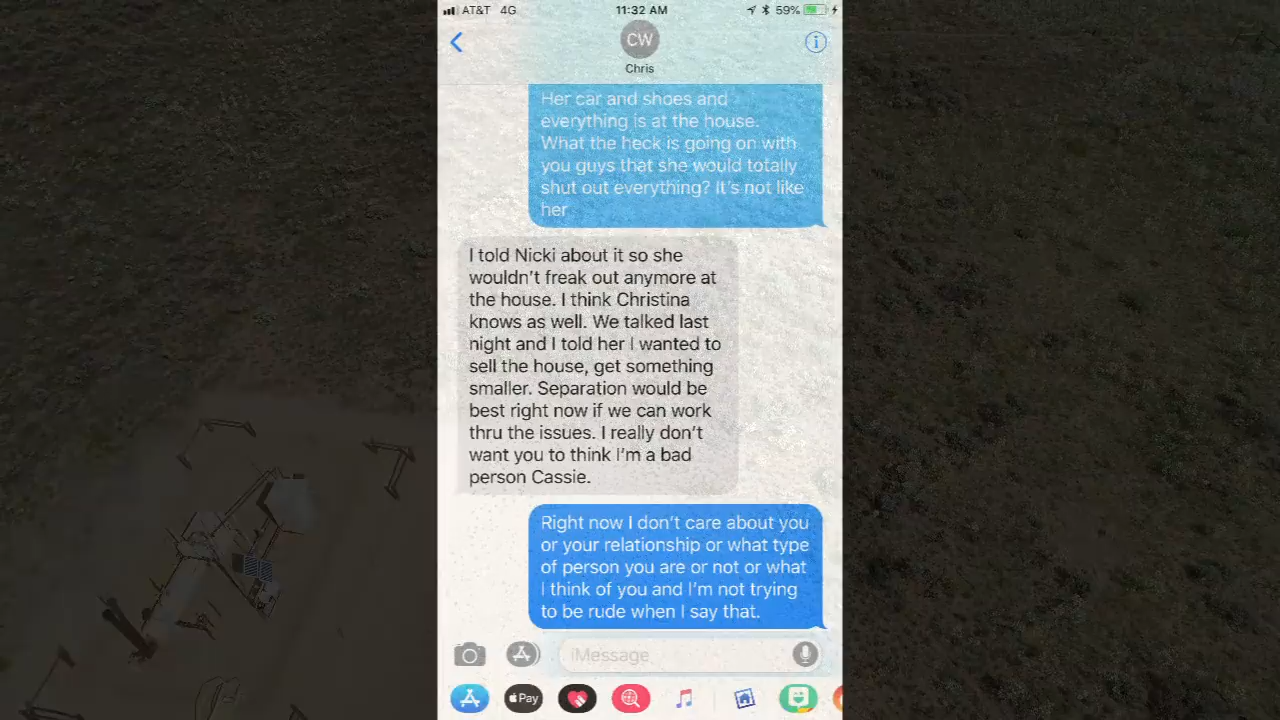 AT&T 4G 11:32 AM 59%
CW
Chris
Her car and shoes and
everything is at the house.
What the heck is going on with
you guys that she would totally
shut out everything? It's not like
her
I told Nicki about it so she
wouldn't freak out anymore at
the house. I think Christina
knows as well. We talked last
night and I told her I wanted to
sell the house, get something
smaller. Separation would be
best right now if we can work
thru the issues. I really don't
want you to think I'm a bad
person Cassie.
Right now I don't care about you
or your relationship or what type
of person you are or not or what
I think of you and I'm not trying
to be rude when I say that.
iMessage
Pay